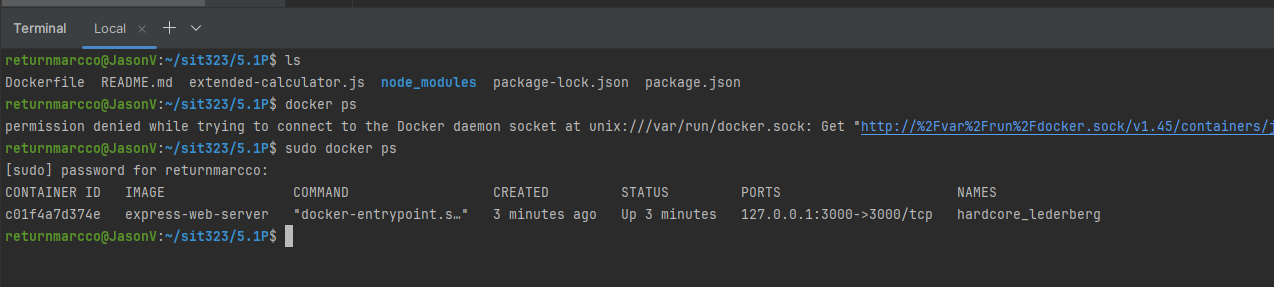 Terminal Local × +
returnmarcco@JasonV:~/sit323/5.1P$ ls
Dockerfile README.md extended-calculator.js node_modules package-lock.json package.json
returnmarcco@JasonV:~/sit323/5.1P$ docker ps
permission denied while trying to connect to the Docker daemon socket at unix:///var/run/docker.sock: Get "http://%2Fvar%2Frun%2Fdocker.sock/v1.45/containers/j
returnmarcco@JasonV:~/sit323/5.1P$ sudo docker ps
[sudo] password for returnmarcco:
CONTAINER ID IMAGE COMMAND CREATED STATUS PORTS NAMES
c01f4a7d374e express-web-server "docker-entrypoint.s…" 3 minutes ago Up 3 minutes 127.0.0.1:3000->3000/tcp hardcore_lederberg
returnmarcco@JasonV:~/sit323/5.1P$